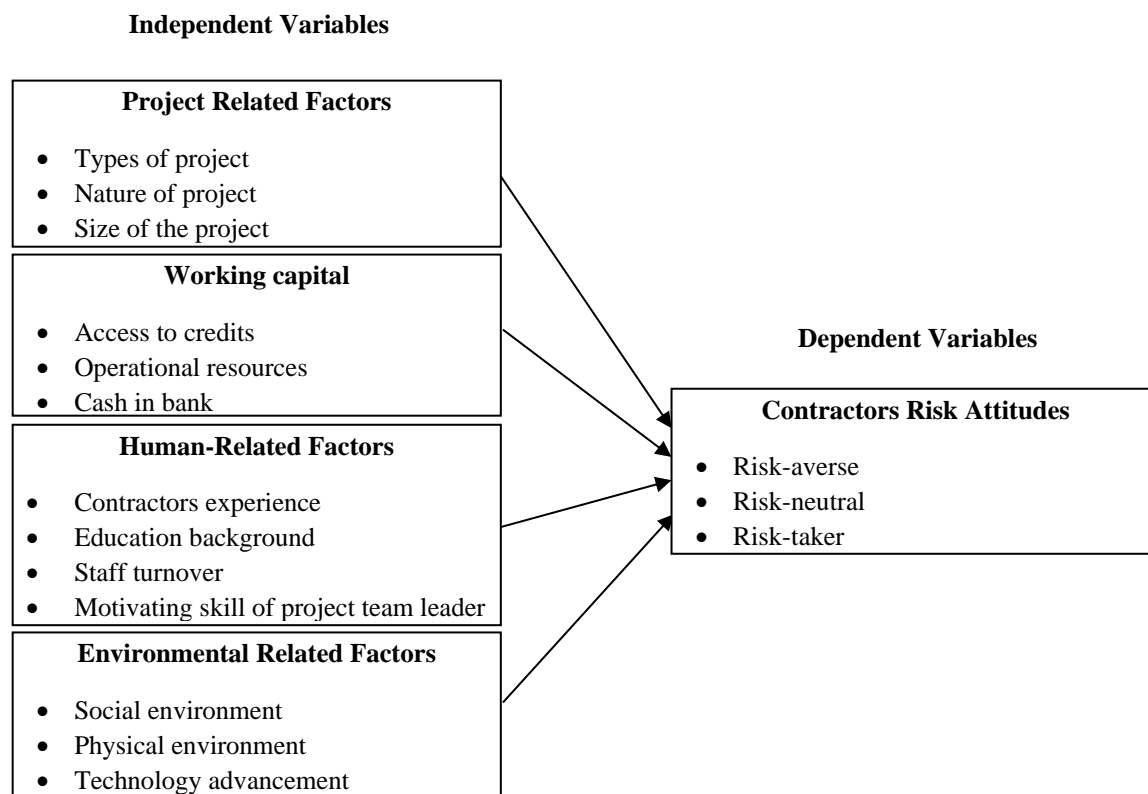 Independent Variables
Project Related Factors
• Types of project
• Nature of project
• Size of the project
Working capital
• Access to credits
• Operational resources
• Cash in bank
Human-Related Factors
• Contractors experience
• Education background
• Staff turnover
• Motivating skill of project team leader
Environmental Related Factors
• Social environment
• Physical environment
• Technology advancement
Dependent Variables
Contractors Risk Attitudes
• Risk-averse
• Risk-neutral
• Risk-taker